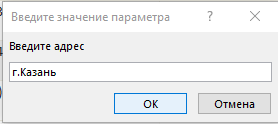 Введите значение параметра ? ×
Введите адрес
г.Казань
ОК Отмена